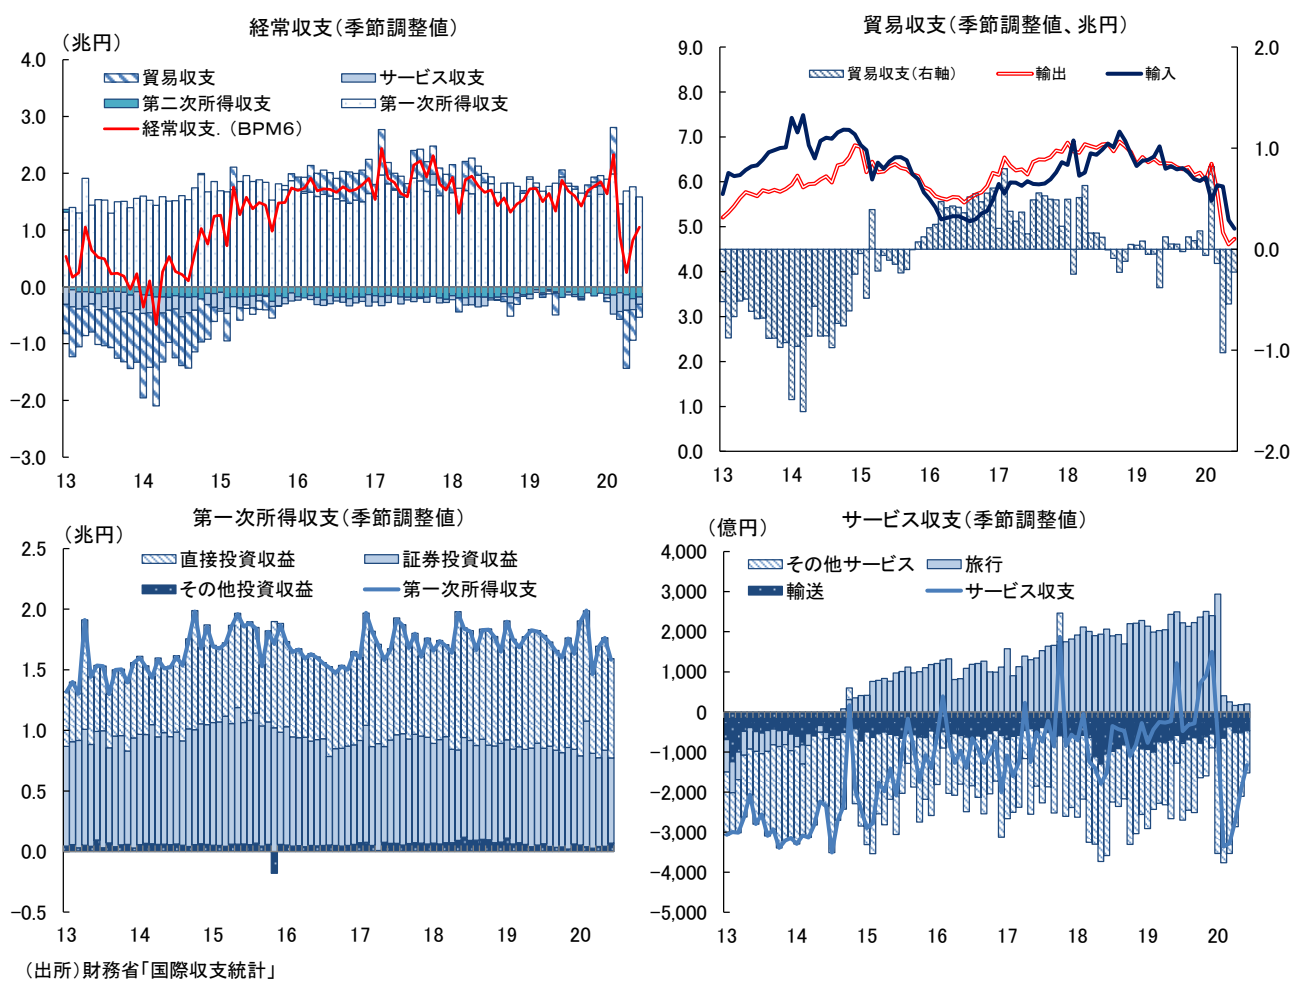 経常収支（季節調整値）
（兆円）
貿易収支
サービス収支
第二次所得収支
第一次所得収支
経常収支．（BPM6）
4.0
3.0
2.0
1.0
0.0
−1.0
−2.0
−3.0
13 14 15 16 17 18 19 20
貿易収支（季節調整値、兆円）
貿易収支（右軸） 輸出 輸入
9.0
8.0
7.0
6.0
5.0
4.0
3.0
2.0
1.0
0.0
2.0
1.0
0.0
−1.0
−2.0
13 14 15 16 17 18 19 20
第一次所得収支（季節調整値）
（兆円）
直接投資収益
証券投資収益
その他投資収益
第一次所得収支
2.5
2.0
1.5
1.0
0.5
0.0
−0.5
13 14 15 16 17 18 19 20
サービス収支（季節調整値）
（億円）
その他サービス
旅行
輸送
サービス収支
4,000
3,000
2,000
1,000
0
−1,000
−2,000
−3,000
−4,000
−5,000
13 14 15 16 17 18 19 20
（出所）財務省「国際収支統計」